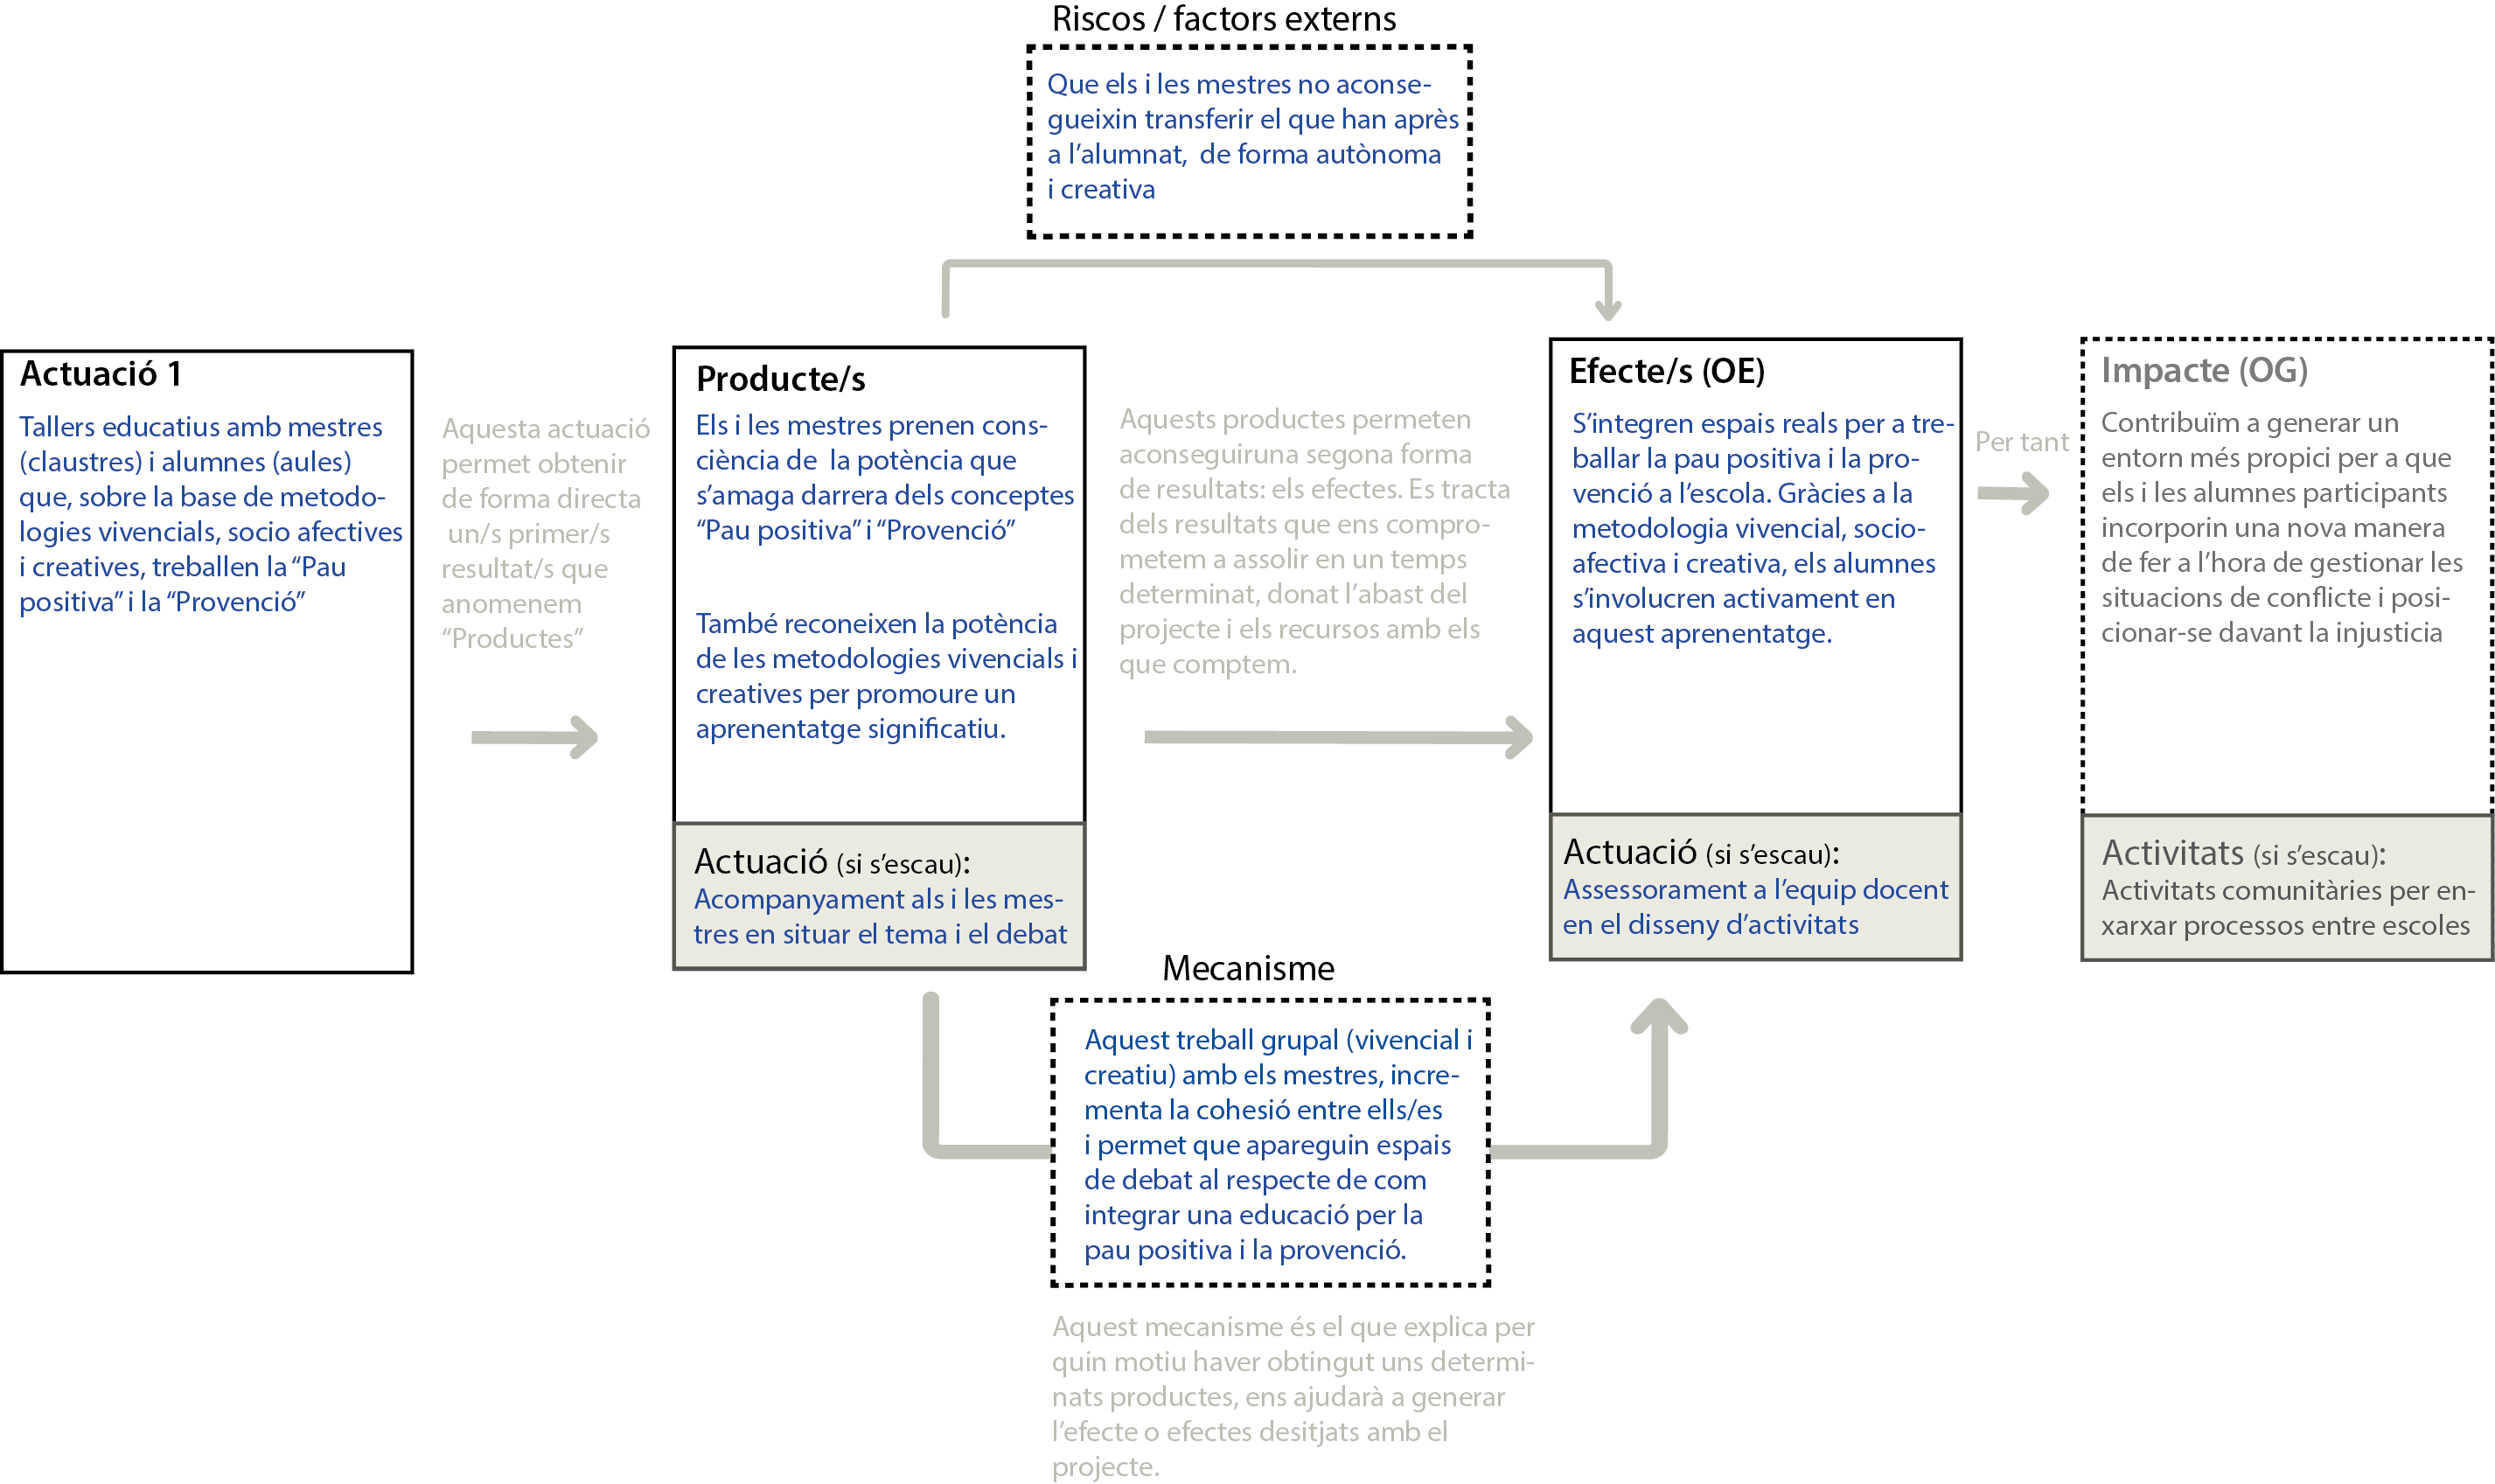 Riscos / factors externs
Que els i les mestres no aconse-
gueixin transferir el que han après
a l’alumnat,  de forma autònoma
i creativa
Actuació 1
Tallers educatius amb mestres
(claustres) i alumnes (aules)
que, sobre la base de metodo-
logies vivencials, socio afectives
i creatives, treballen la “Pau
positiva” i la “Provenció”
Aquesta actuació
permet obtenir
de forma directa
un/s primer/s
resultat/s que
anomenem
“Productes”
Producte/s
Els i les mestres prenen cons-
ciència de  la potència que
s’amaga darrera dels conceptes
“Pau positiva” i “Provenció”
També reconeixen la potència
de les metodologies vivencials i
creatives per promoure un
aprenentatge significatiu.
Actuació (si s’escau):
Acompanyament als i les mes-
tres en situar el tema i el debat
Aquests productes permeten
aconseguiruna segona forma
de resultats: els efectes. Es tracta
dels resultats que ens compro-
metem a assolir en un temps
determinat, donat l’abast del
projecte i els recursos amb els
que comptem.
Efecte/s (OE)
S’integren espais reals per a tre-
ballar la pau positiva i la pro-
venció a l’escola. Gràcies a la
metodologia vivencial, socio-
afectiva i creativa, els alumnes
s’involucren activament en
aquest aprenentatge.
Actuació (si s’escau):
Assessorament a l’equip docent
en el disseny d’activitats
Per tant
Impacte (OG)
Contribuïm a generar un
entorn més propici per a que
els i les alumnes participants
incorporin una nova manera
de fer a l’hora de gestionar les
situacions de conflicte i posi-
cionar-se davant la injusticia
Activitats (si s’escau):
Activitats comunitàries per en-
xarxar processos entre escoles
Mecanisme
Aquest treball grupal (vivencial i
creatiu) amb els mestres, incre-
menta la cohesió entre ells/es
i permet que apareguin espais
de debat al respecte de com
integrar una educació per la
pau positiva i la provenció.
Aquest mecanisme és el que explica per
quin motiu haver obtingut uns determi-
nats productes, ens ajudarà a generar
l’efecte o efectes desitjats amb el
projecte.